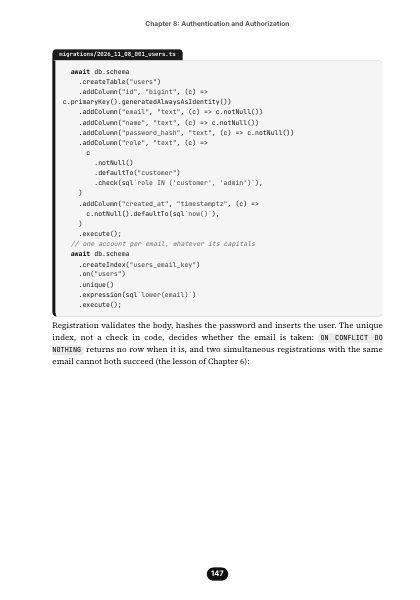 Chapter 8: Authentication and Authorization
migrations/2026_11_08_001_users.ts
await db.schema
.createTable("users")
.addColumn("id", "bigint", (c) =>
c.primaryKey().generatedAlwaysAsIdentity())
.addColumn("email", "text", (c) => c.notNull())
.addColumn("name", "text", (c) => c.notNull())
.addColumn("password_hash", "text", (c) => c.notNull())
.addColumn("role", "text", (c) =>
c
.notNull()
.defaultTo("customer")
.check(sql`role IN ('customer', 'admin')`),
)
.addColumn("created_at", "timestamptz", (c) =>
c.notNull().defaultTo(sql`now()`),
)
.execute();
// one account per email, whatever its capitals
await db.schema
.createIndex("users_email_key")
.on("users")
.unique()
.expression(sql`lower(email)`)
.execute();
Registration validates the body, hashes the password and inserts the user. The unique
index, not a check in code, decides whether the email is taken: ON CONFLICT DO
NOTHING returns no row when it is, and two simultaneous registrations with the same
email cannot both succeed (the lesson of Chapter 6):
147